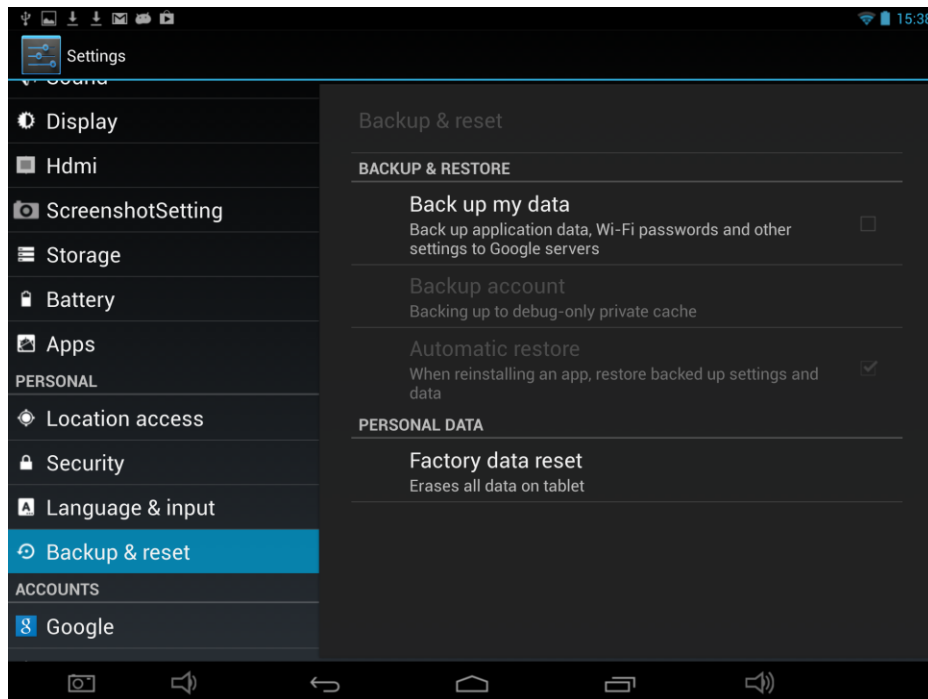 15:38
Settings
Sound
Display
Hdmi
ScreenshotSetting
Storage
Battery
Apps
PERSONAL
Location access
Security
Language & input
Backup & reset
ACCOUNTS
Google
Backup & reset
BACKUP & RESTORE
Back up my data
Back up application data, Wi-Fi passwords and other
settings to Google servers
Backup account
Backing up to debug-only private cache
Automatic restore
When reinstalling an app, restore backed up settings and
data
PERSONAL DATA
Factory data reset
Erases all data on tablet